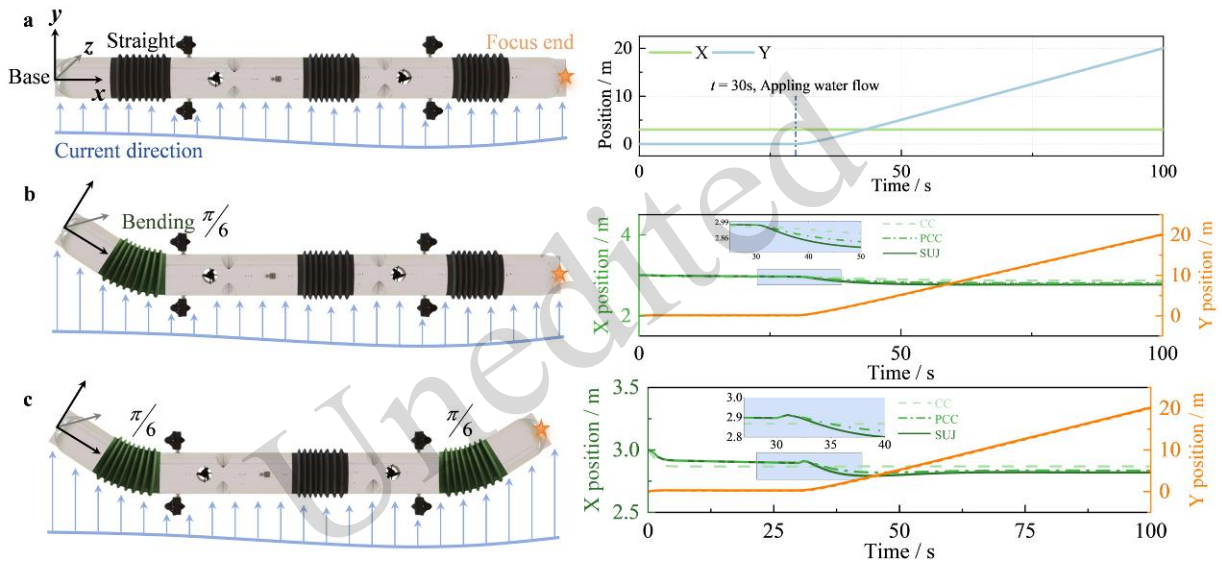 a
y
z
x
Base
Straight
Focus end
Current direction
X Y
t = 30s, Appling water flow
Position / m
20
10
0
0 50 100
Time / s
b
Bending π/6
X position / m
4
2
2.99
2.86
30 40 50
CC
PCC
SUJ
20
10
0
Y position / m
0 25 50 75 100
Time / s
c
π/6
π/6
X position / m
3.5
3.0
2.5
3.0
2.9
2.8
30 35 40
CC
PCC
SUJ
20
10
0
Y position / m
0 25 50 75 100
Time / s
Unedited